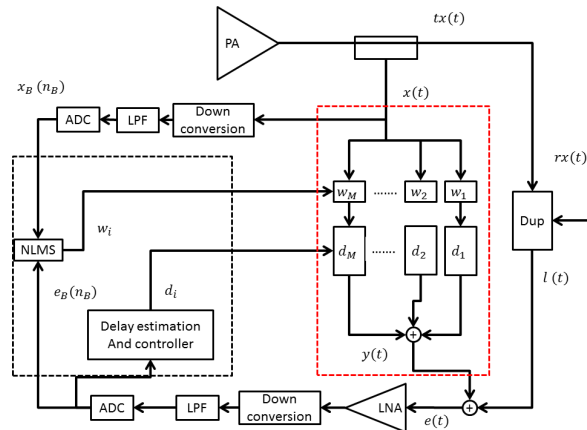 tx(t)
PA
x_B(n_B)
x(t)
ADC
LPF
Down
conversion
rx(t)
w_M
.......
w_2
w_1
w_i
Dup
NLMS
d_M
......
d_2
d_1
e_B(n_B)
d_i
l(t)
Delay estimation
And controller
+
y(t)
ADC
LPF
Down
conversion
LNA
+
e(t)